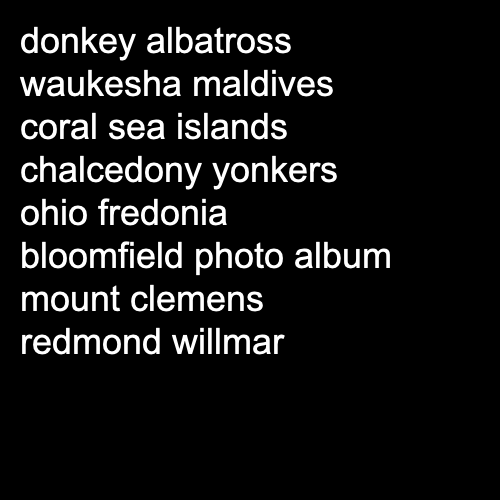 donkey albatross
waukesha maldives
coral sea islands
chalcedony yonkers
ohio fredonia
bloomfield photo album
mount clemens
redmond willmar